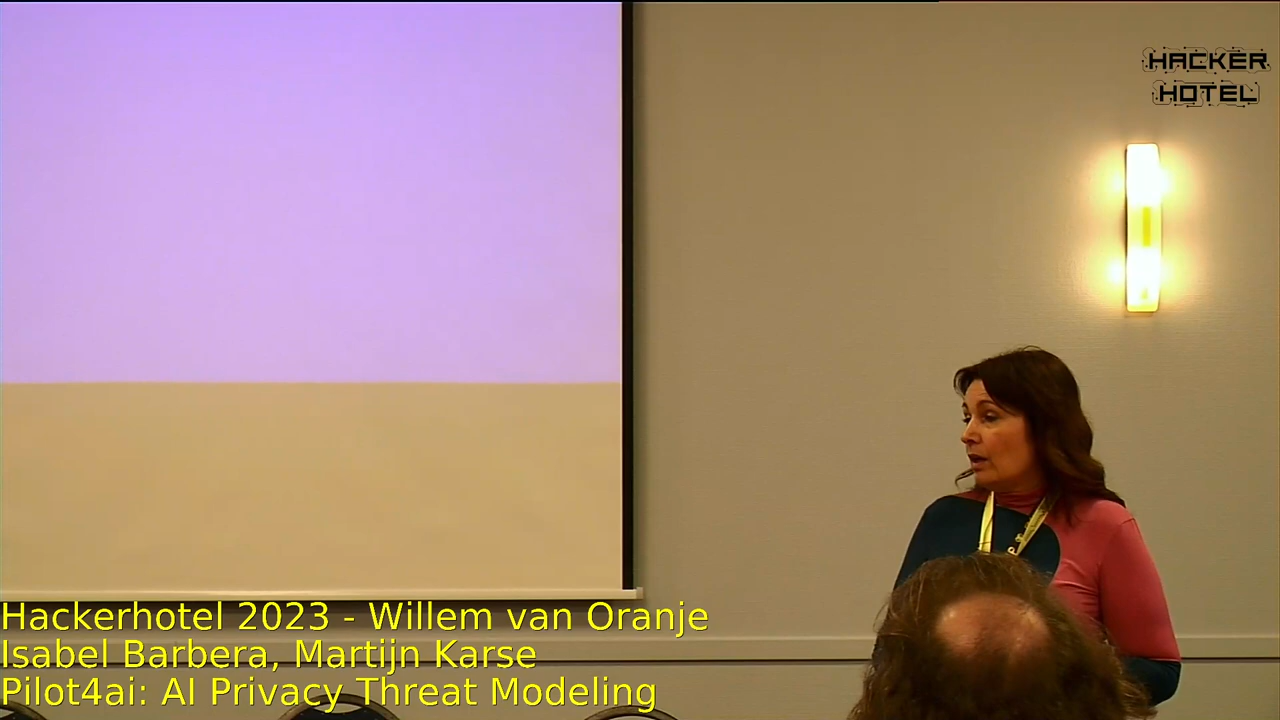 HACKER
HOTEL
Hackerhotel 2023 - Willem van Oranje
Isabel Barbera, Martijn Karse
Pilot4ai: AI Privacy Threat Modeling